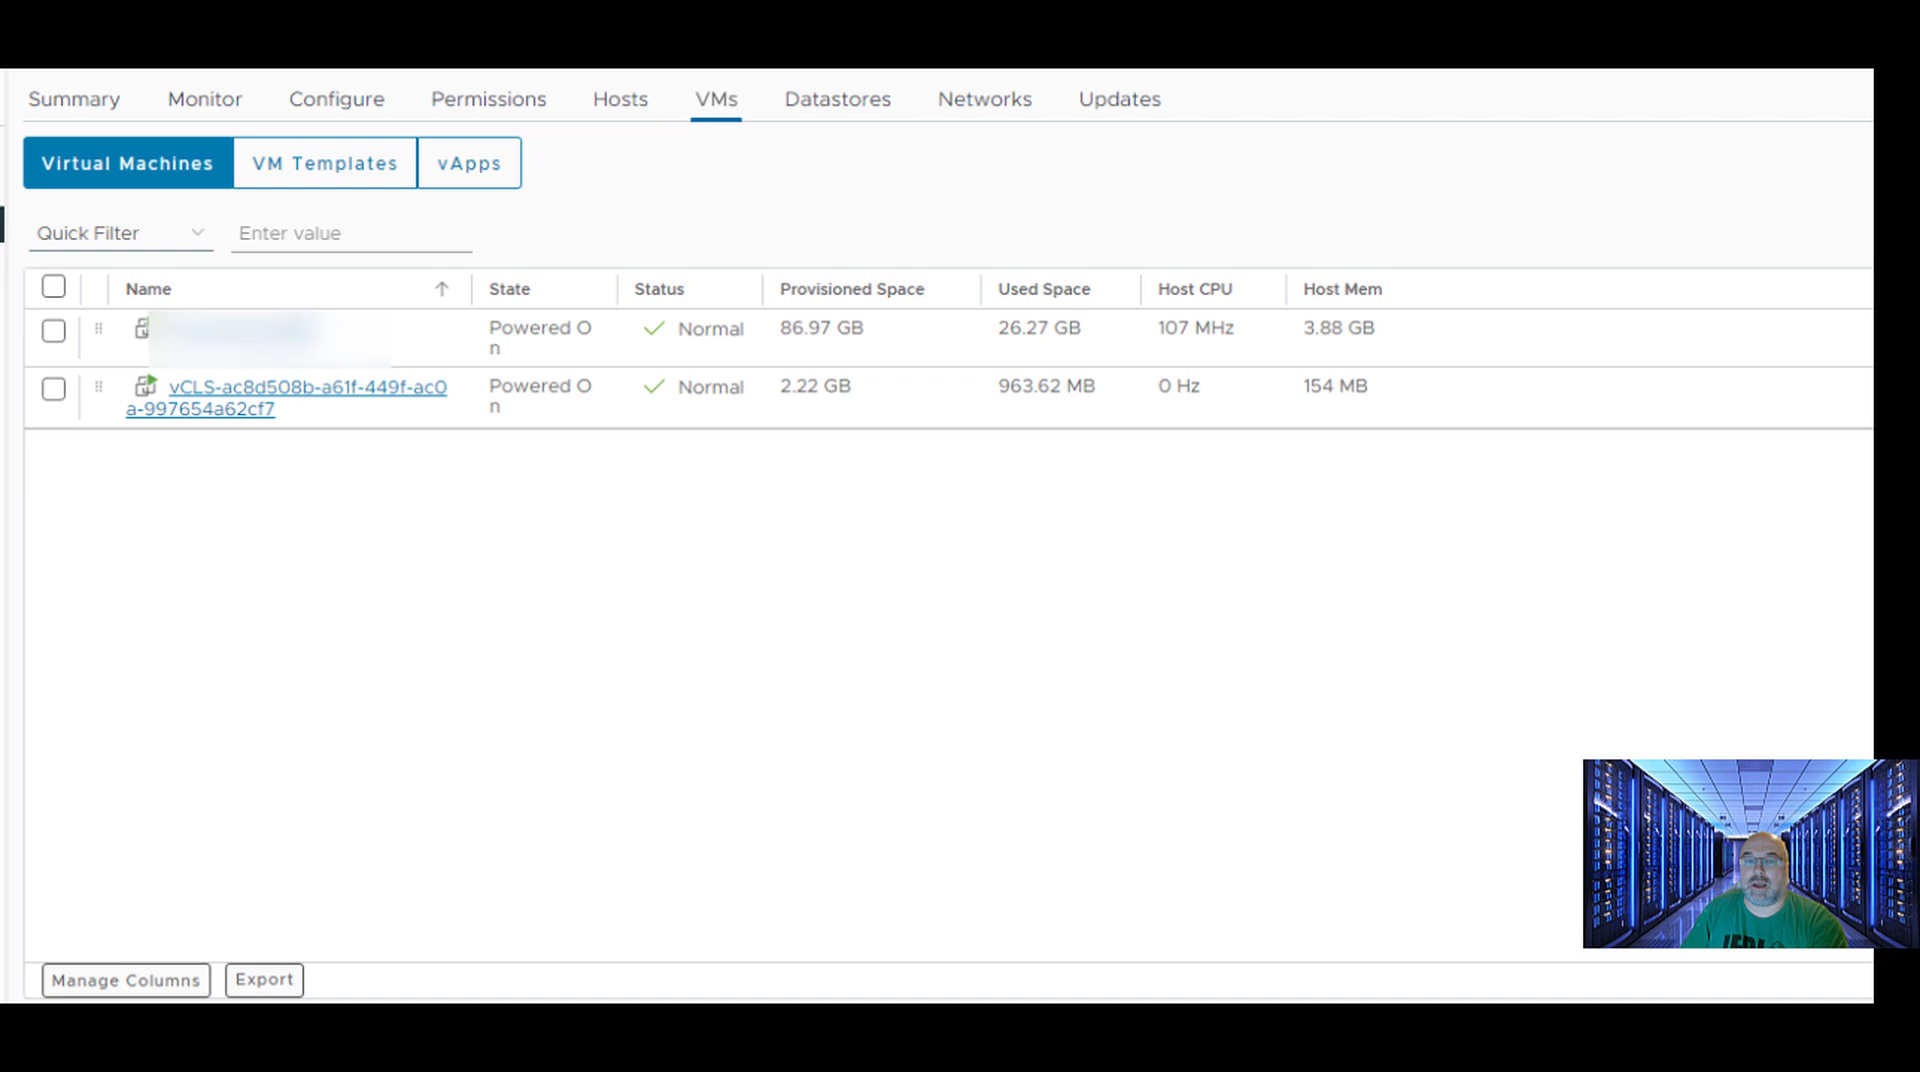 Summary Monitor Configure Permissions Hosts VMs Datastores Networks Updates
Virtual Machines VM Templates vApps
Quick Filter Enter value
Name State Status Provisioned Space Used Space Host CPU Host Mem
Powered O Normal 86.97 GB 26.27 GB 107 MHz 3.88 GB
n
vCLS-ac8d508b-a61f-449f-ac0 Powered O Normal 2.22 GB 963.62 MB 0 Hz 154 MB
a-997654a62cf7 n
Manage Columns Export